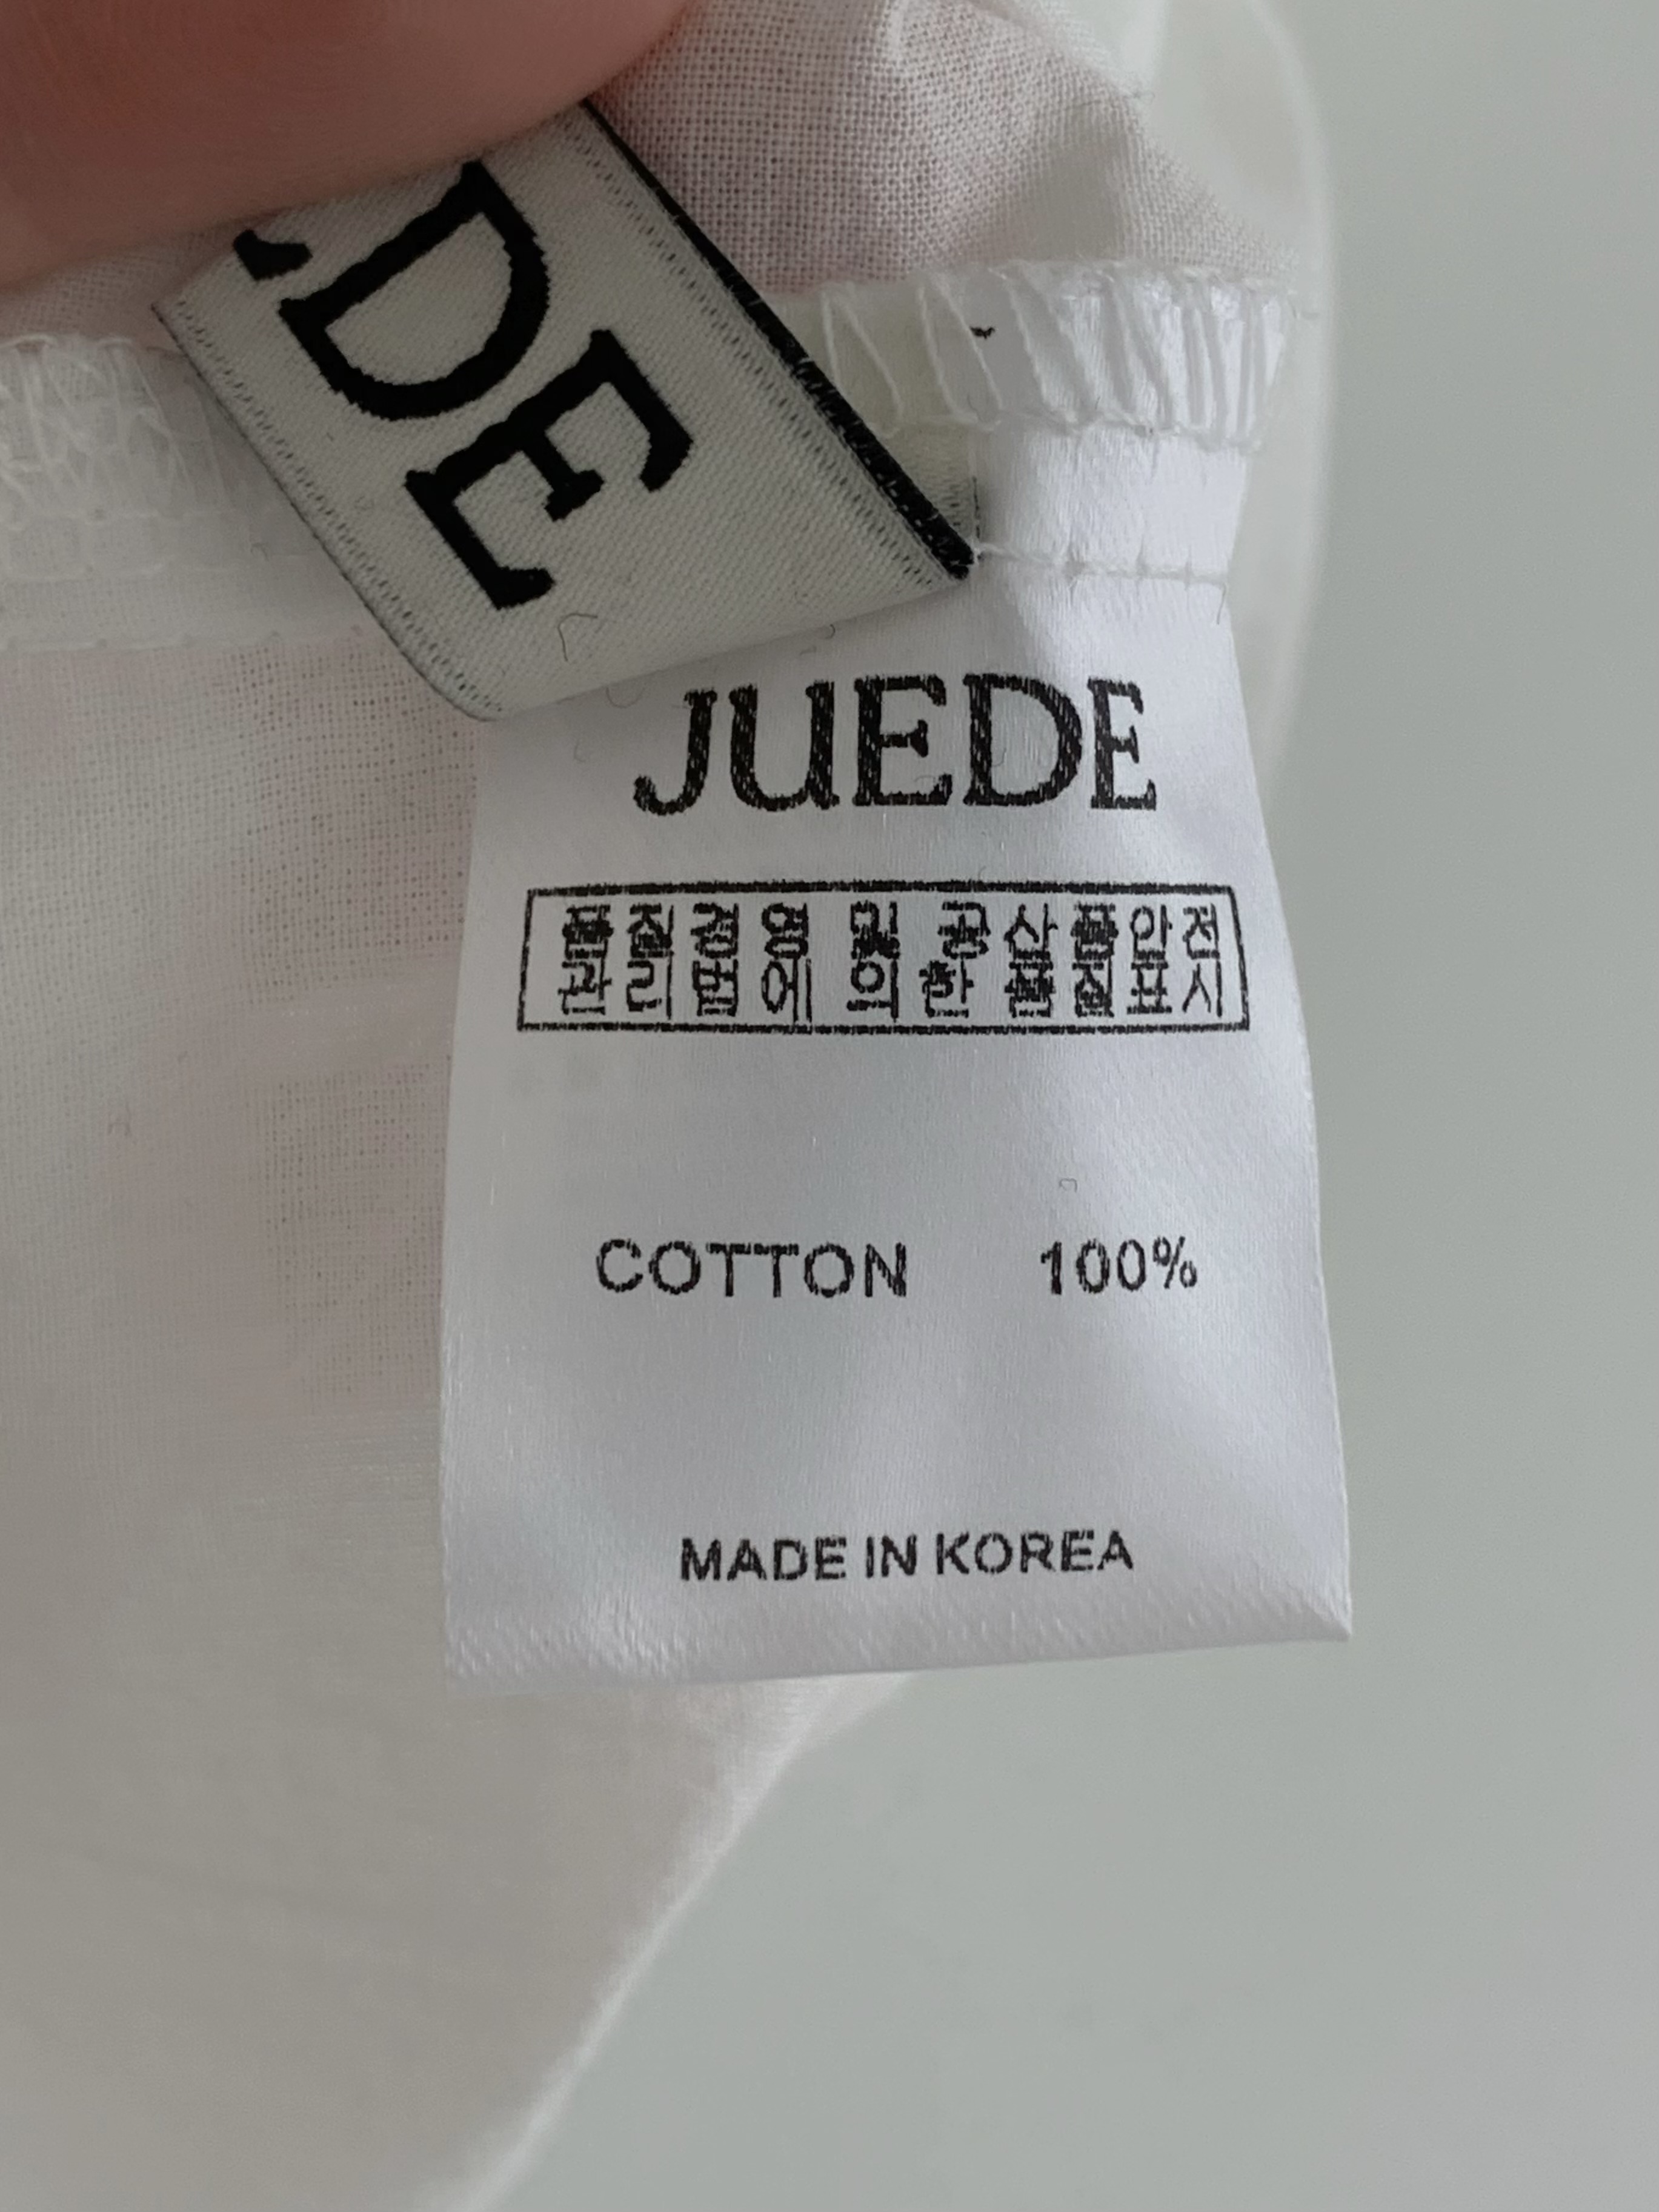 DE
JUEDE
품질경영 및 공산품안전
관리법에 의한 품질표시
COTTON 100%
MADE IN KOREA